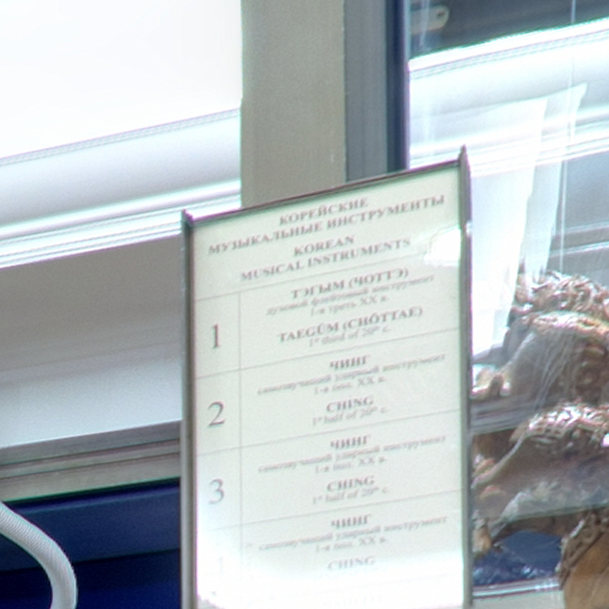 КОРЕЙСКИЕ
МУЗЫКАЛЬНЫЕ ИНСТРУМЕНТЫ
KOREAN
MUSICAL INSTRUMENTS
1
ТЭГЫМ (ЧОТТЭ)
духовой флейтовый инструмент
1-я треть XX в.
TAEGŬM (CHŎTTAE)
1st third of 20th c.
2
ЧИНГ
самозвучащий ударный инструмент
1-я пол. XX в.
CHING
1st half of 20th c.
3
ЧИНГ
самозвучащий ударный инструмент
1-я пол. XX в.
CHING
1st half of 20th c.
ЧИНГ
самозвучащий ударный инструмент
1-я пол. XX в.
CHING